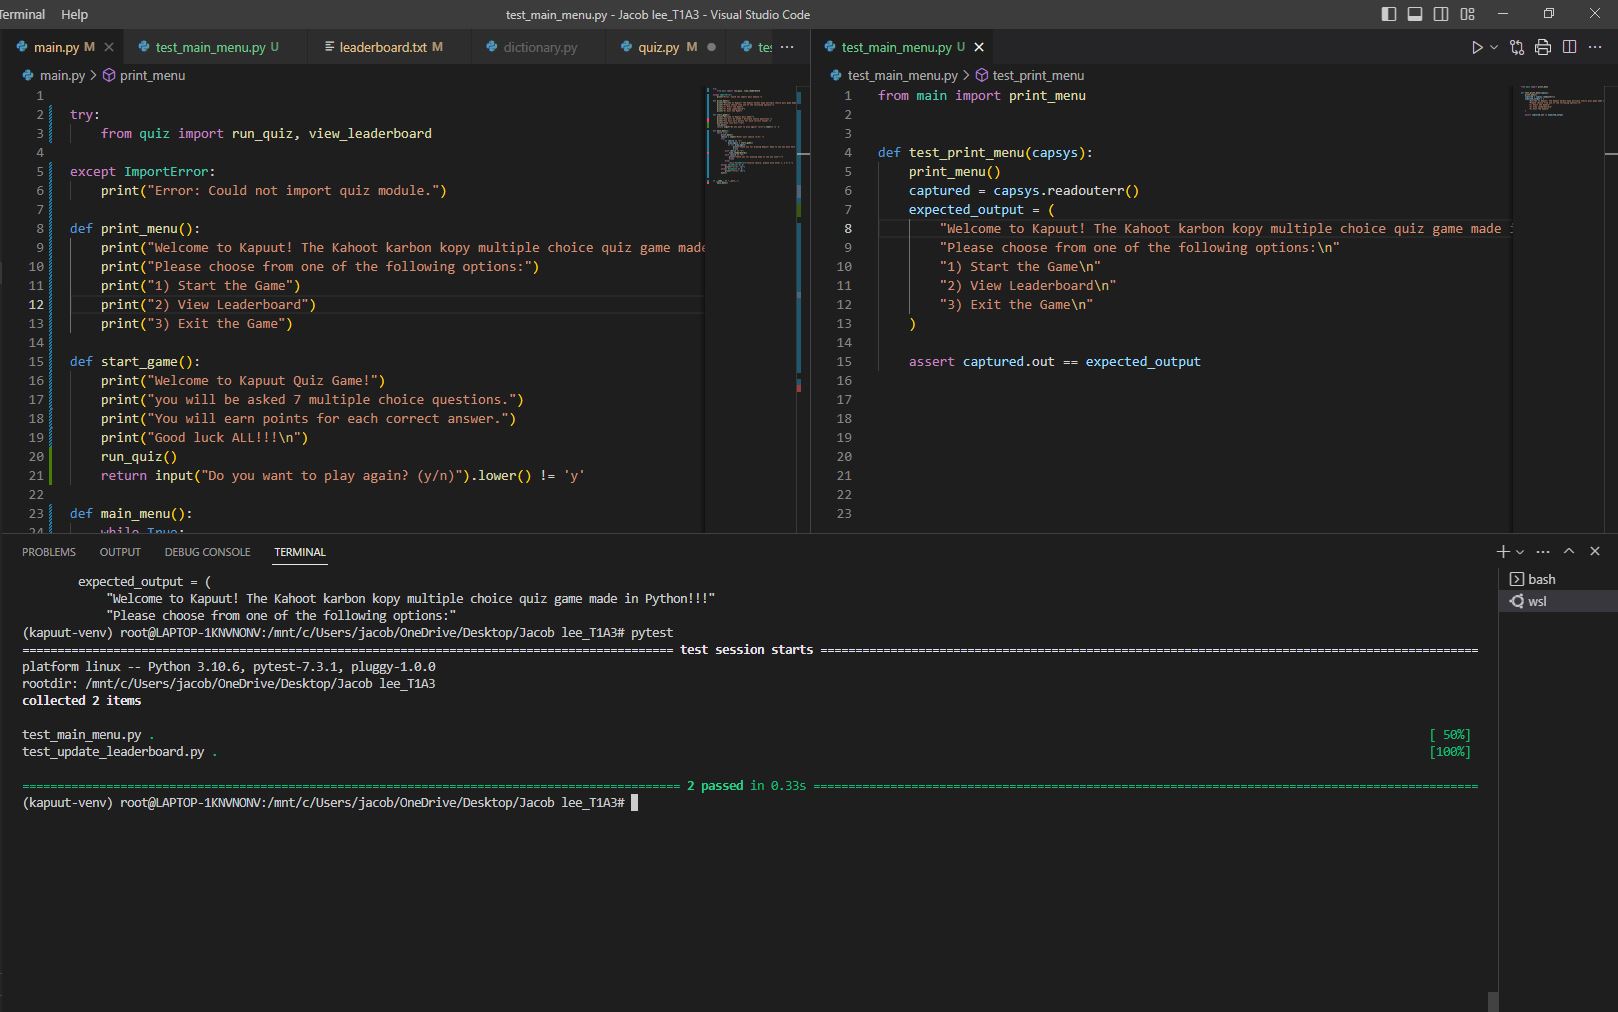 Terminal Help
test_main_menu.py - Jacob lee_T1A3 - Visual Studio Code
main.py M
test_main_menu.py U
leaderboard.txt M
dictionary.py
quiz.py M
main.py > print_menu
1
2 try:
3 from quiz import run_quiz, view_leaderboard
4
5 except ImportError:
6 print("Error: Could not import quiz module.")
7
8 def print_menu():
9 print("Welcome to Kapuut! The Kahoot karbon kopy multiple choice quiz game made
10 print("Please choose from one of the following options:")
11 print("1) Start the Game")
12 print("2) View Leaderboard")
13 print("3) Exit the Game")
14
15 def start_game():
16 print("Welcome to Kapuut Quiz Game!")
17 print("you will be asked 7 multiple choice questions.")
18 print("You will earn points for each correct answer.")
19 print("Good luck ALL!!!\n")
20 run_quiz()
21 return input("Do you want to play again? (y/n)").lower() != 'y'
22
23 def main_menu():
24 while True:
test_main_menu.py U
test_main_menu.py > test_print_menu
1 from main import print_menu
2
3
4 def test_print_menu(capsys):
5 print_menu()
6 captured = capsys.readouterr()
7 expected_output = (
8 "Welcome to Kapuut! The Kahoot karbon kopy multiple choice quiz game made
9 "Please choose from one of the following options:\n"
10 "1) Start the Game\n"
11 "2) View Leaderboard\n"
12 "3) Exit the Game\n"
13 )
14
15 assert captured.out == expected_output
16
17
18
19
20
21
22
23
PROBLEMS OUTPUT DEBUG CONSOLE TERMINAL
expected_output = (
"Welcome to Kapuut! The Kahoot karbon kopy multiple choice quiz game made in Python!!!"
"Please choose from one of the following options:"
(kapuut-venv) root@LAPTOP-1KNVNONV:/mnt/c/Users/jacob/OneDrive/Desktop/Jacob lee_T1A3# pytest
test session starts
platform linux -- Python 3.10.6, pytest-7.3.1, pluggy-1.0.0
rootdir: /mnt/c/Users/jacob/OneDrive/Desktop/Jacob lee_T1A3
collected 2 items
test_main_menu.py . [ 50%]
test_update_leaderboard.py . [100%]
2 passed in 0.33s
(kapuut-venv) root@LAPTOP-1KNVNONV:/mnt/c/Users/jacob/OneDrive/Desktop/Jacob lee_T1A3#
bash
wsl